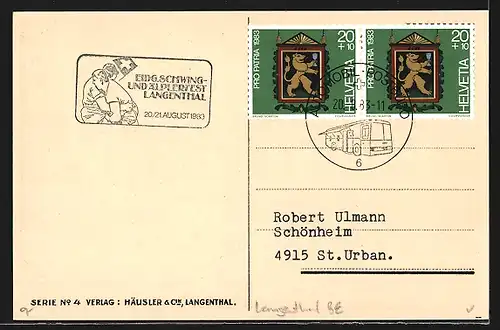 EIDG. SCHWING-
UND ÄLPLERFEST
LANGENTHAL
20/21. AUGUST 1983
PRO PATRIA 1983
20
+10
HELVETIA
PRO PATRIA 1983
20
+10
HELVETIA
6
Robert Ulmann
Schönheim
4915 St.Urban.
SERIE Nº 4 VERLAG : HÄUSLER & CIE, LANGENTHAL.
Langenthal BE